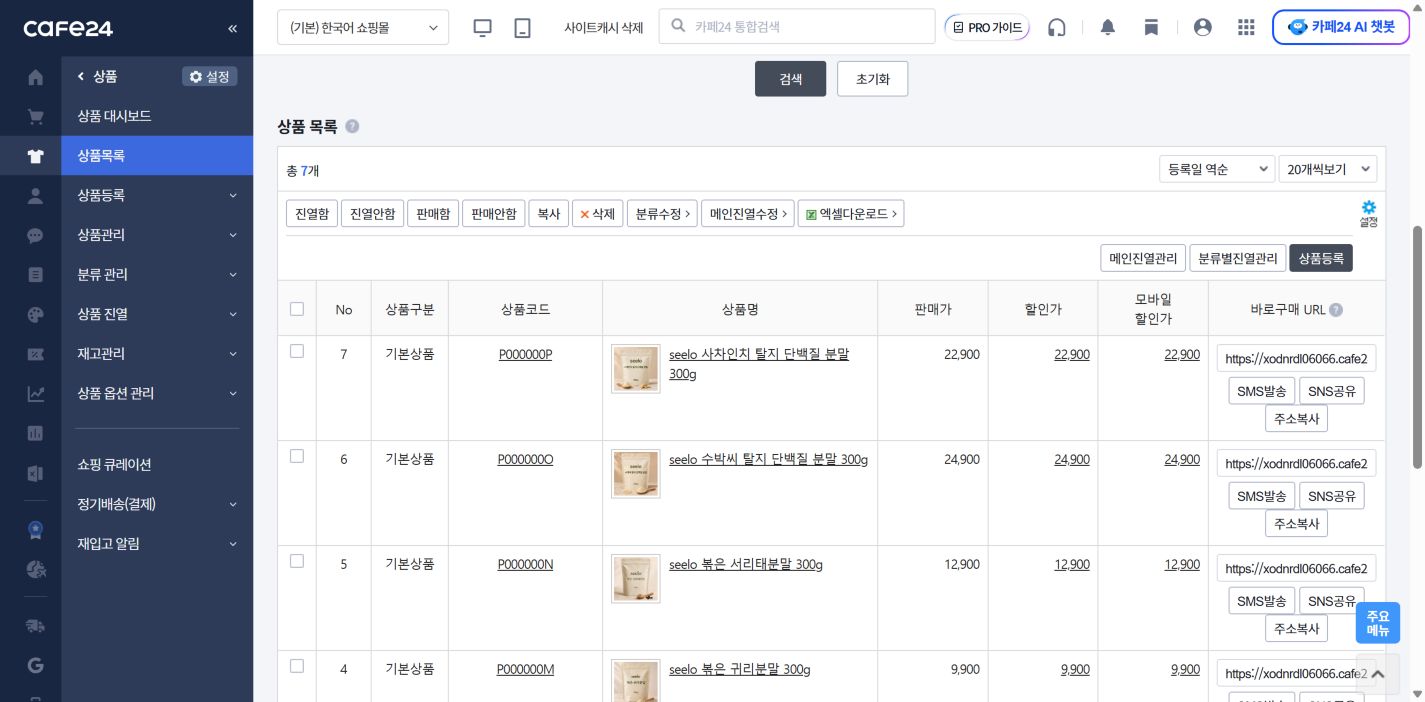 cafe24
«
(기본) 한국어 쇼핑몰
사이트캐시 삭제
카페24 통합검색
PRO 가이드
카페24 AI 챗봇
상품
설정
상품 대시보드
상품목록
상품등록
상품관리
분류 관리
상품 진열
재고관리
상품 옵션 관리
쇼핑 큐레이션
정기배송(결제)
재입고 알림
검색
초기화
상품 목록 ?
총 7개
등록일 역순
20개씩보기
진열함
진열안함
판매함
판매안함
복사
삭제
분류수정
메인진열수정
엑셀다운로드
설정
메인진열관리
분류별진열관리
상품등록
No
상품구분
상품코드
상품명
판매가
할인가
모바일
할인가
바로구매 URL ?
7
기본상품
P000000P
seelo
seelo 사차인치 탈지 단백질 분말
300g
22,900
22,900
22,900
https://xodnrdl06066.cafe2
SMS발송
SNS공유
주소복사
6
기본상품
P000000O
seelo
seelo 수박씨 탈지 단백질 분말 300g
24,900
24,900
24,900
https://xodnrdl06066.cafe2
SMS발송
SNS공유
주소복사
5
기본상품
P000000N
seelo
seelo 볶은 서리태분말 300g
12,900
12,900
12,900
https://xodnrdl06066.cafe2
SMS발송
SNS공유
주소복사
주요
메뉴
4
기본상품
P000000M
seelo
seelo 볶은 귀리분말 300g
9,900
9,900
9,900
https://xodnrdl06066.cafe2
G